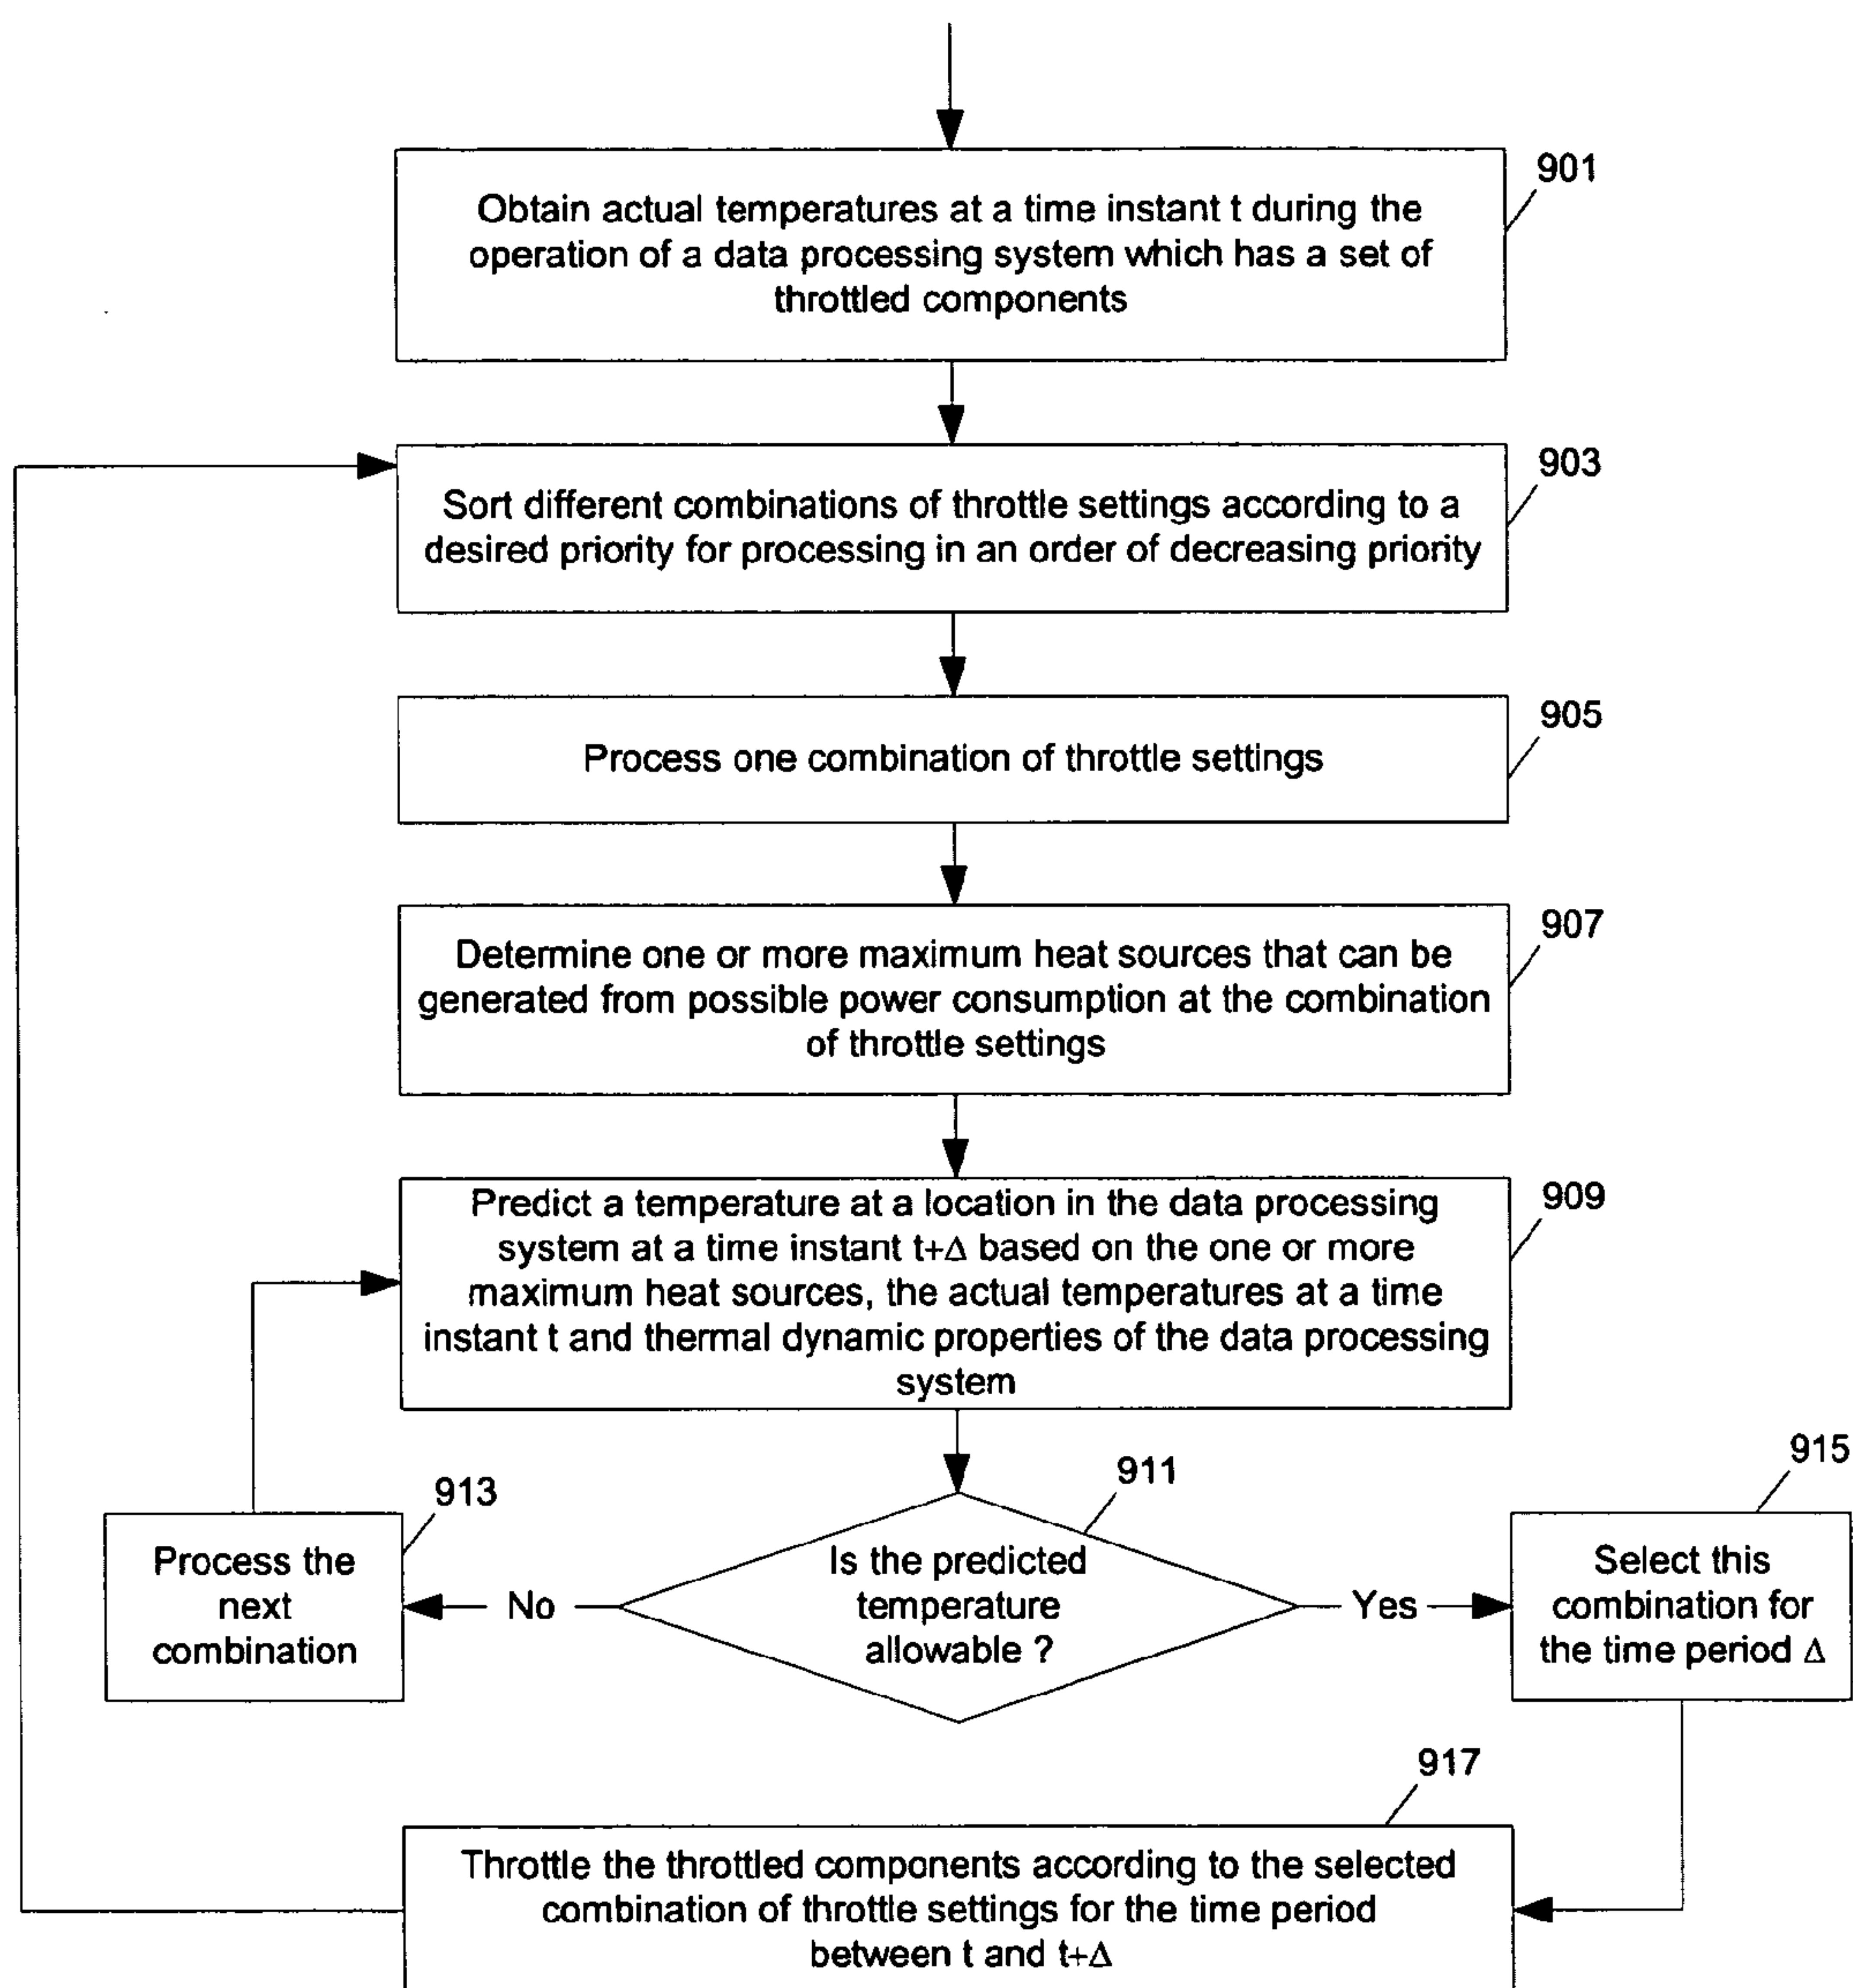 901
Obtain actual temperatures at a time instant t during the
operation of a data processing system which has a set of
throttled components
903
Sort different combinations of throttle settings according to a
desired priority for processing in an order of decreasing priority
905
Process one combination of throttle settings
907
Determine one or more maximum heat sources that can be
generated from possible power consumption at the combination
of throttle settings
909
Predict a temperature at a location in the data processing
system at a time instant t+Δ based on the one or more
maximum heat sources, the actual temperatures at a time
instant t and thermal dynamic properties of the data processing
system
911
Is the predicted
temperature
allowable ?
No
Yes
913
Process the
next
combination
915
Select this
combination for
the time period Δ
917
Throttle the throttled components according to the selected
combination of throttle settings for the time period
between t and t+Δ